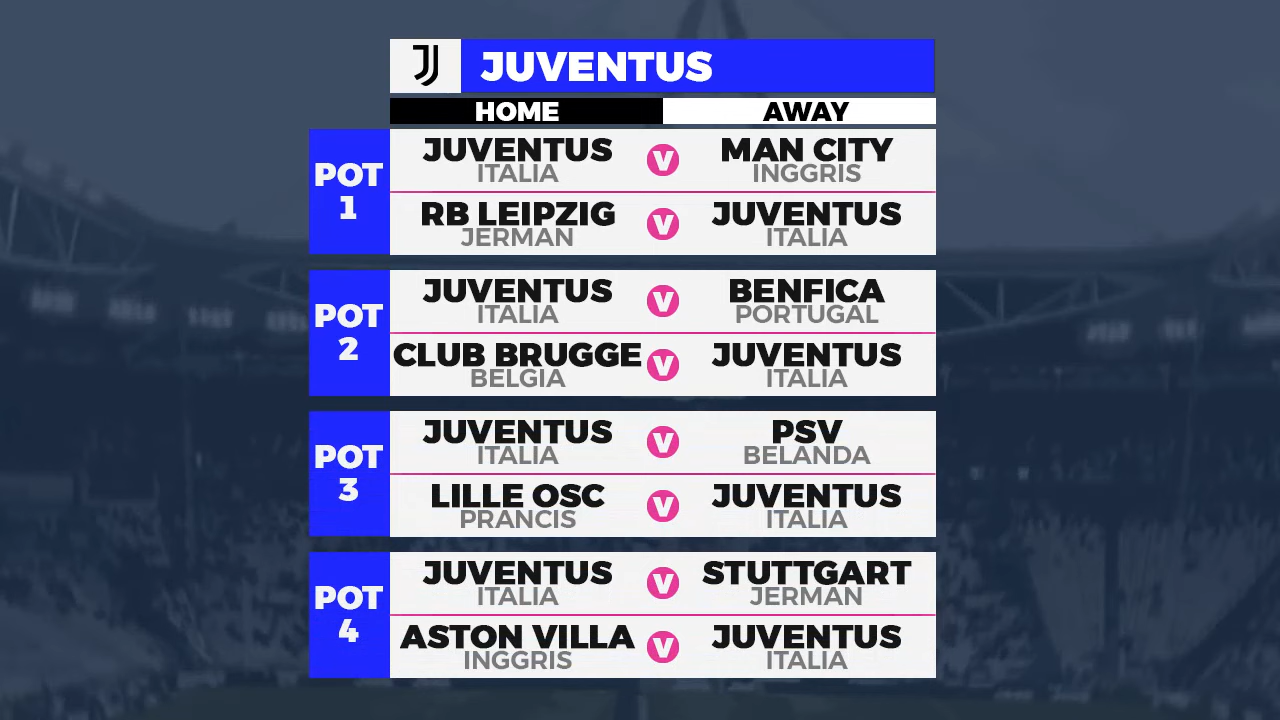 JUVENTUS
HOME AWAY
POT 1
JUVENTUS V MAN CITY
ITALIA INGGRIS
RB LEIPZIG V JUVENTUS
JERMAN ITALIA
POT 2
JUVENTUS V BENFICA
ITALIA PORTUGAL
CLUB BRUGGE V JUVENTUS
BELGIA ITALIA
POT 3
JUVENTUS V PSV
ITALIA BELANDA
LILLE OSC V JUVENTUS
PRANCIS ITALIA
POT 4
JUVENTUS V STUTTGART
ITALIA JERMAN
ASTON VILLA V JUVENTUS
INGGRIS ITALIA